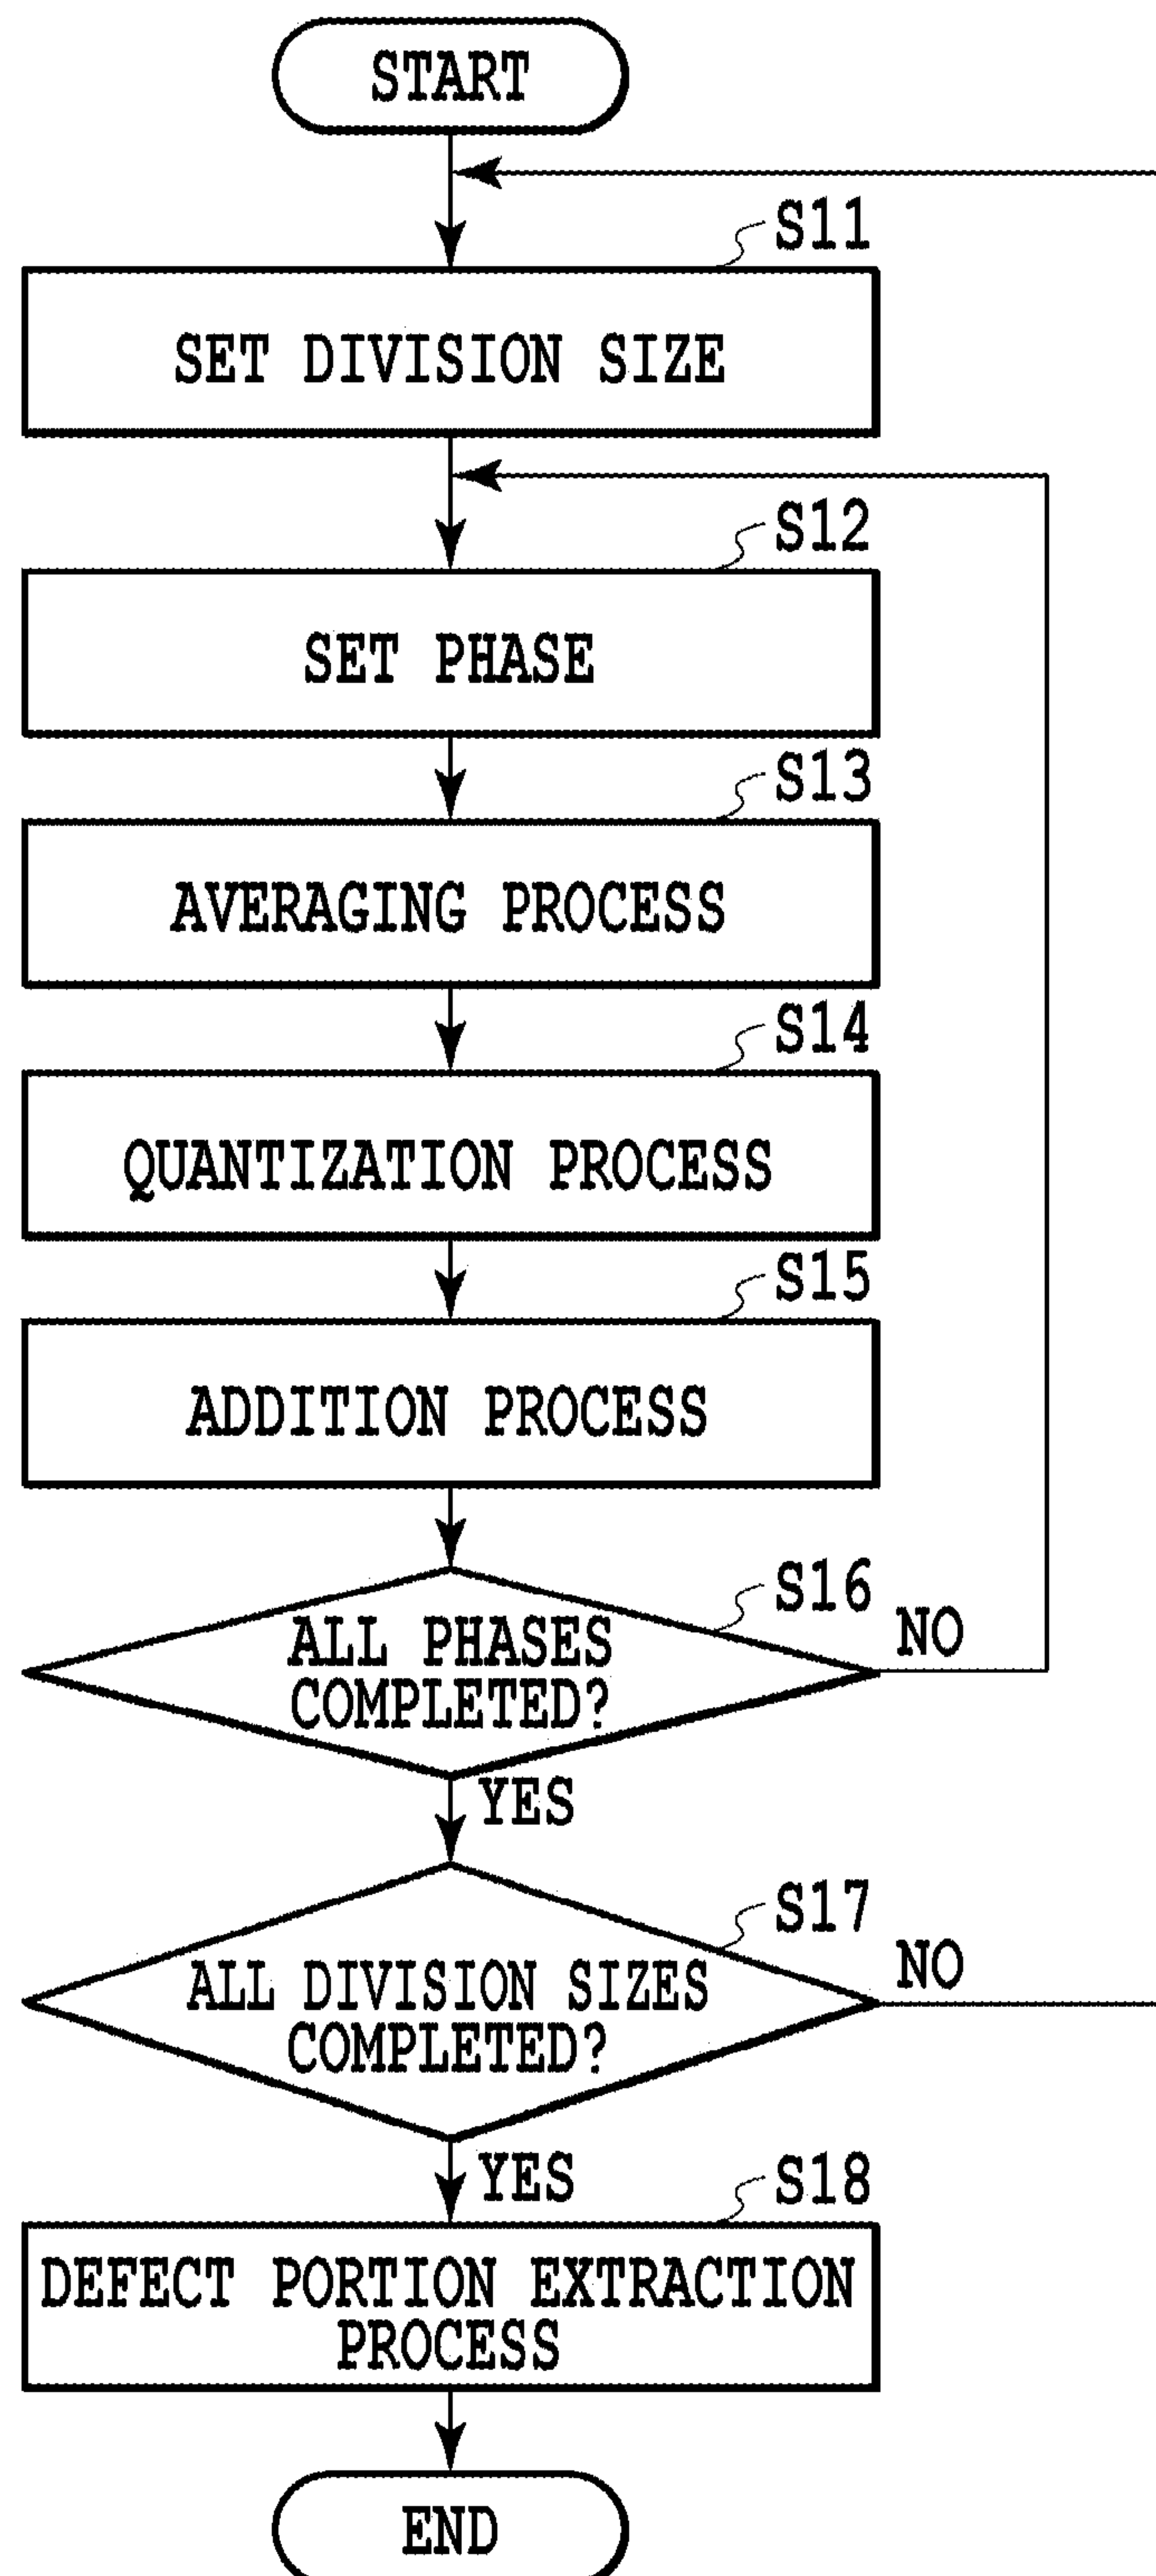 START
S11
SET DIVISION SIZE
S12
SET PHASE
S13
AVERAGING PROCESS
S14
QUANTIZATION PROCESS
S15
ADDITION PROCESS
S16
ALL PHASES
COMPLETED?
NO
YES
S17
ALL DIVISION SIZES
COMPLETED?
NO
YES
S18
DEFECT PORTION EXTRACTION
PROCESS
END